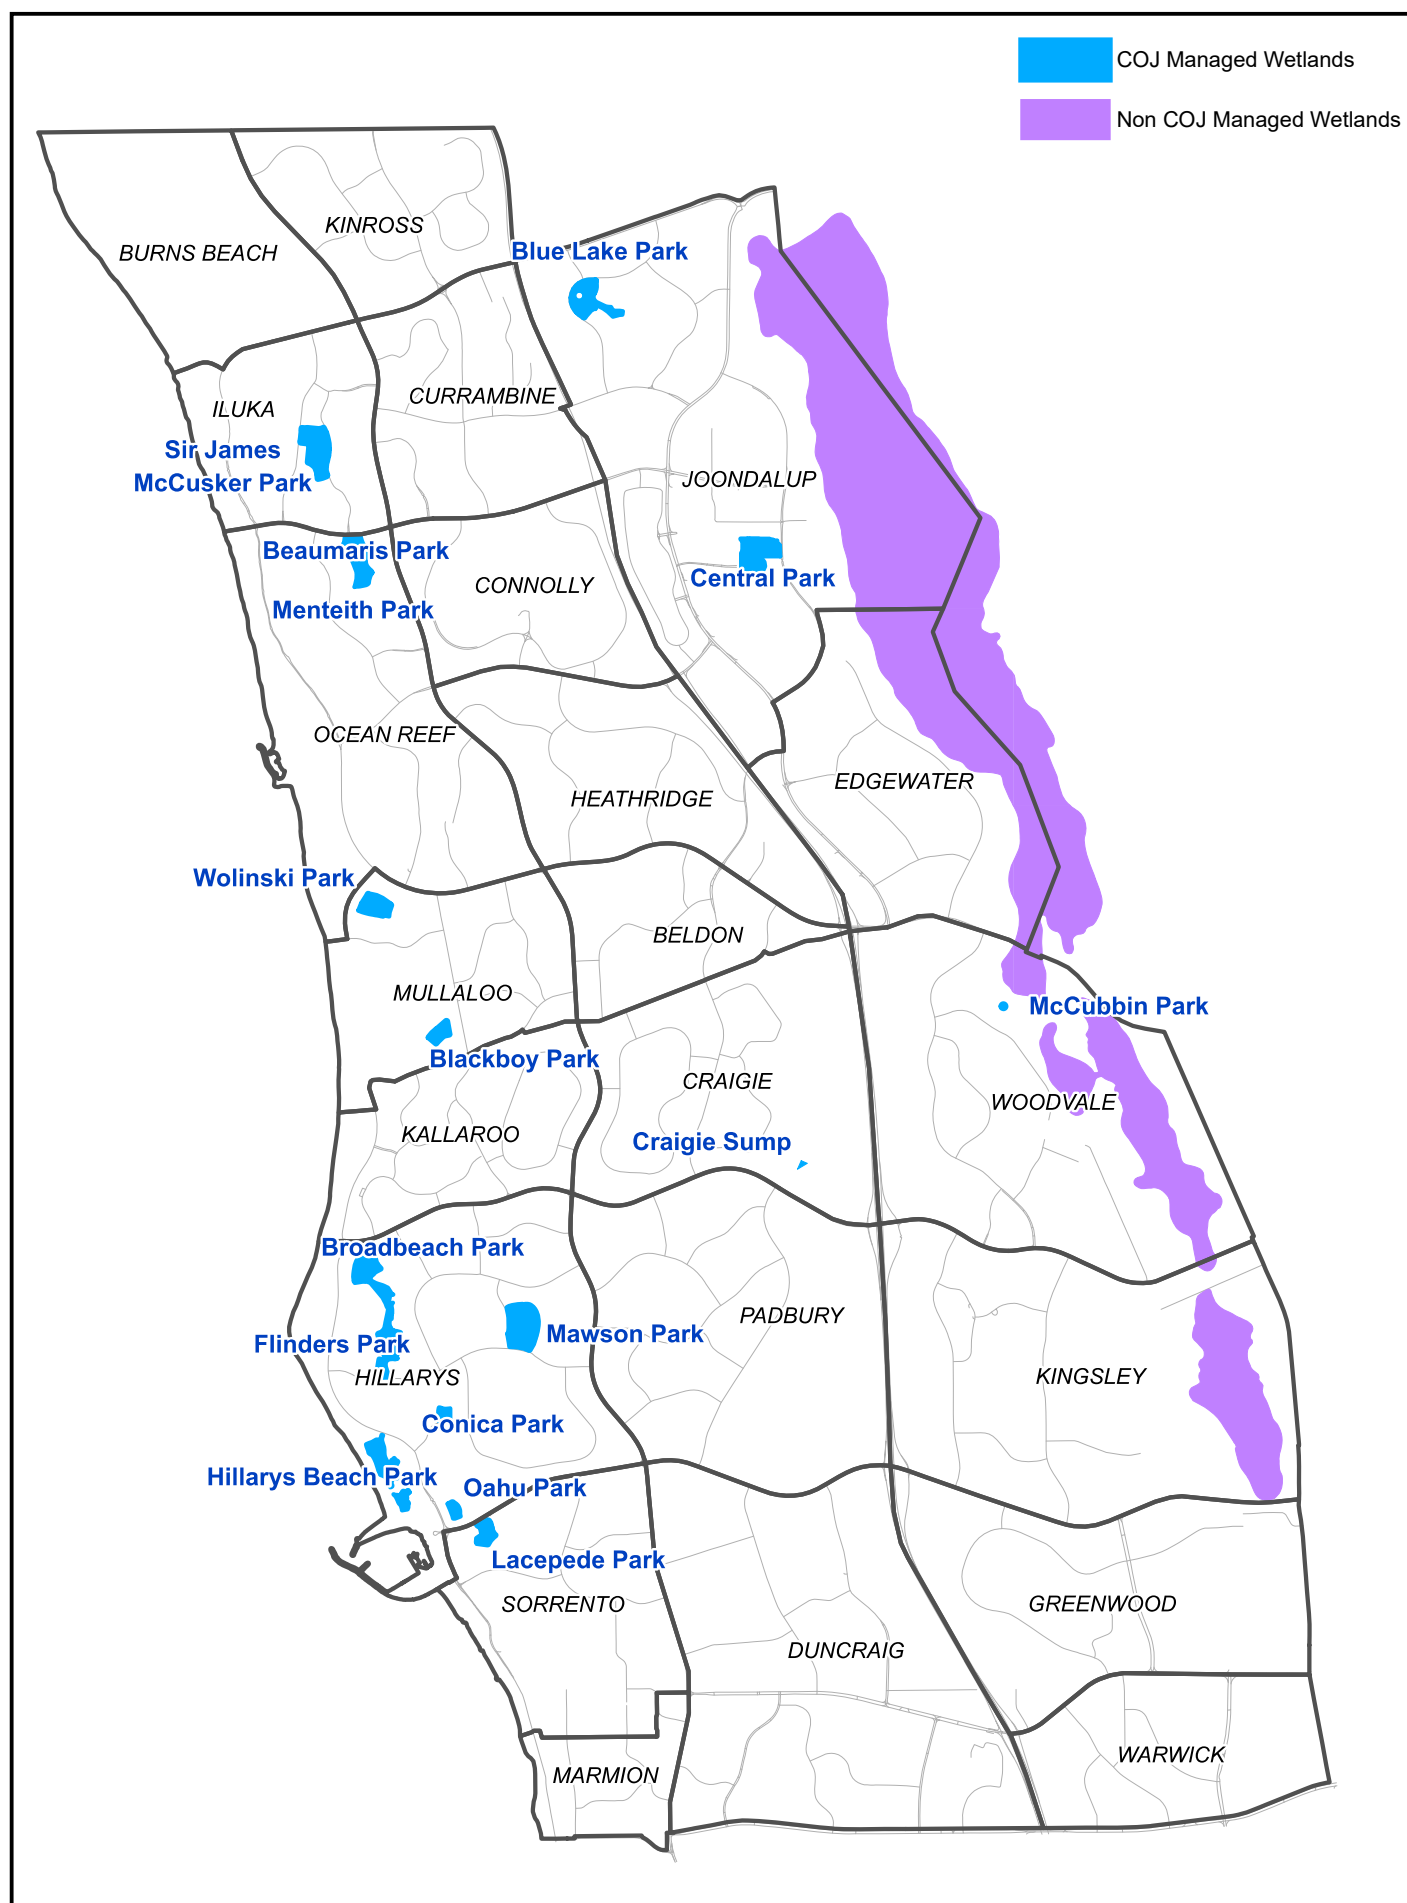 COJ Managed Wetlands
Non COJ Managed Wetlands
KINROSS
BURNS BEACH
Blue Lake Park
CURRAMBINE
ILUKA
Sir James
McCusker Park
JOONDALUP
Beaumaris Park
Central Park
CONNOLLY
Menteith Park
OCEAN REEF
EDGEWATER
HEATHRIDGE
Wolinski Park
BELDON
MULLALOO
McCubbin Park
Blackboy Park
CRAIGIE
WOODVALE
KALLAROO
Craigie Sump
Broadbeach Park
PADBURY
Mawson Park
Flinders Park
HILLARYS
KINGSLEY
Conica Park
Hillarys Beach Park
Oahu Park
Lacepede Park
SORRENTO
GREENWOOD
DUNCRAIG
WARWICK
MARMION